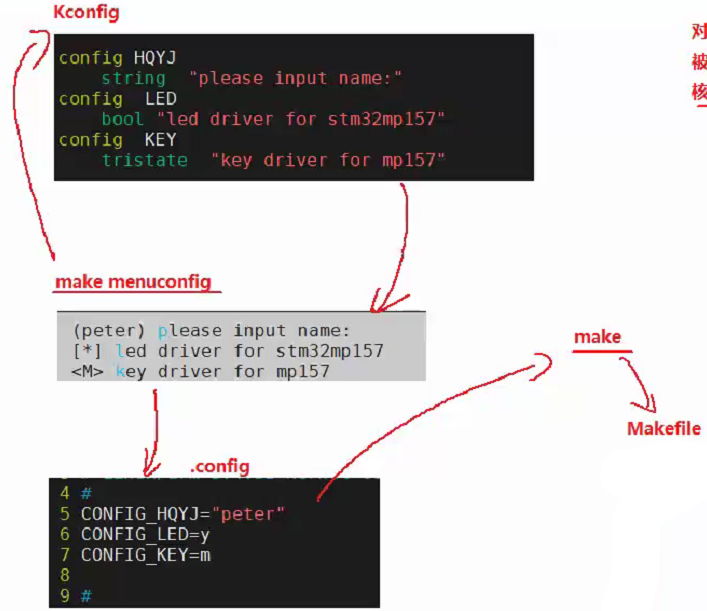 Kconfig
对
被
核
config HQYJ
string "please input name:"
config LED
bool "led driver for stm32mp157"
config KEY
tristate "key driver for mp157"
make menuconfig
(peter) please input name:
[*] led driver for stm32mp157
<M> key driver for mp157
make
Makefile
.config
4 #
5 CONFIG_HQYJ="peter"
6 CONFIG_LED=y
7 CONFIG_KEY=m
8
9 #